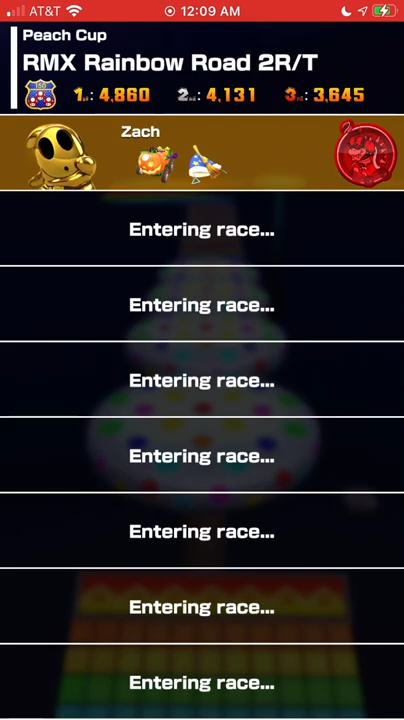 AT&T 12:09 AM
Peach Cup
RMX Rainbow Road 2R/T
1st: 4,860 2nd: 4,131 3rd: 3,645
Zach
Entering race...
Entering race...
Entering race...
Entering race...
Entering race...
Entering race...
Entering race...